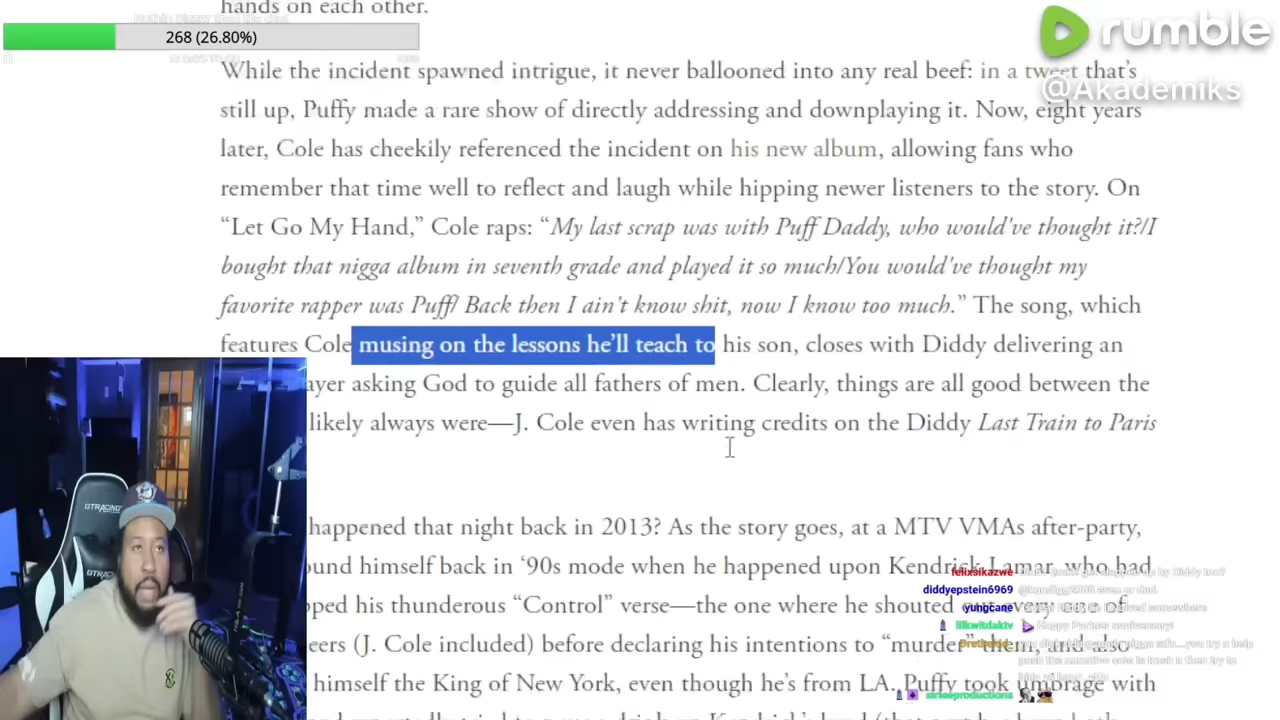 hands on each other.
268 (26.80%)
rumble
@Akademiks
While the incident spawned intrigue, it never ballooned into any real beef: in a tweet that's
still up, Puffy made a rare show of directly addressing and downplaying it. Now, eight years
later, Cole has cheekily referenced the incident on his new album, allowing fans who
remember that time well to reflect and laugh while hipping newer listeners to the story. On
“Let Go My Hand,” Cole raps: “My last scrap was with Puff Daddy, who would've thought it?/I
bought that nigga album in seventh grade and played it so much/You would've thought my
favorite rapper was Puff/ Back then I ain't know shit, now I know too much.” The song, which
features Cole musing on the lessons he’ll teach to his son, closes with Diddy delivering an
ayer asking God to guide all fathers of men. Clearly, things are all good between the
likely always were—J. Cole even has writing credits on the Diddy Last Train to Paris
happened that night back in 2013? As the story goes, at a MTV VMAs after-party,
ound himself back in ‘90s mode when he happened upon Kendrick Lamar, who had
pped his thunderous “Control” verse—the one where he shouted out every one of
eers (J. Cole included) before declaring his intentions to “murder” them, and also
himself the King of New York, even though he’s from LA. Puffy took umbrage with
GTRACING
felixsikazwe
diddyepstein6969
yungcane
lilkwitdaktv
Happy Partner anniversary!